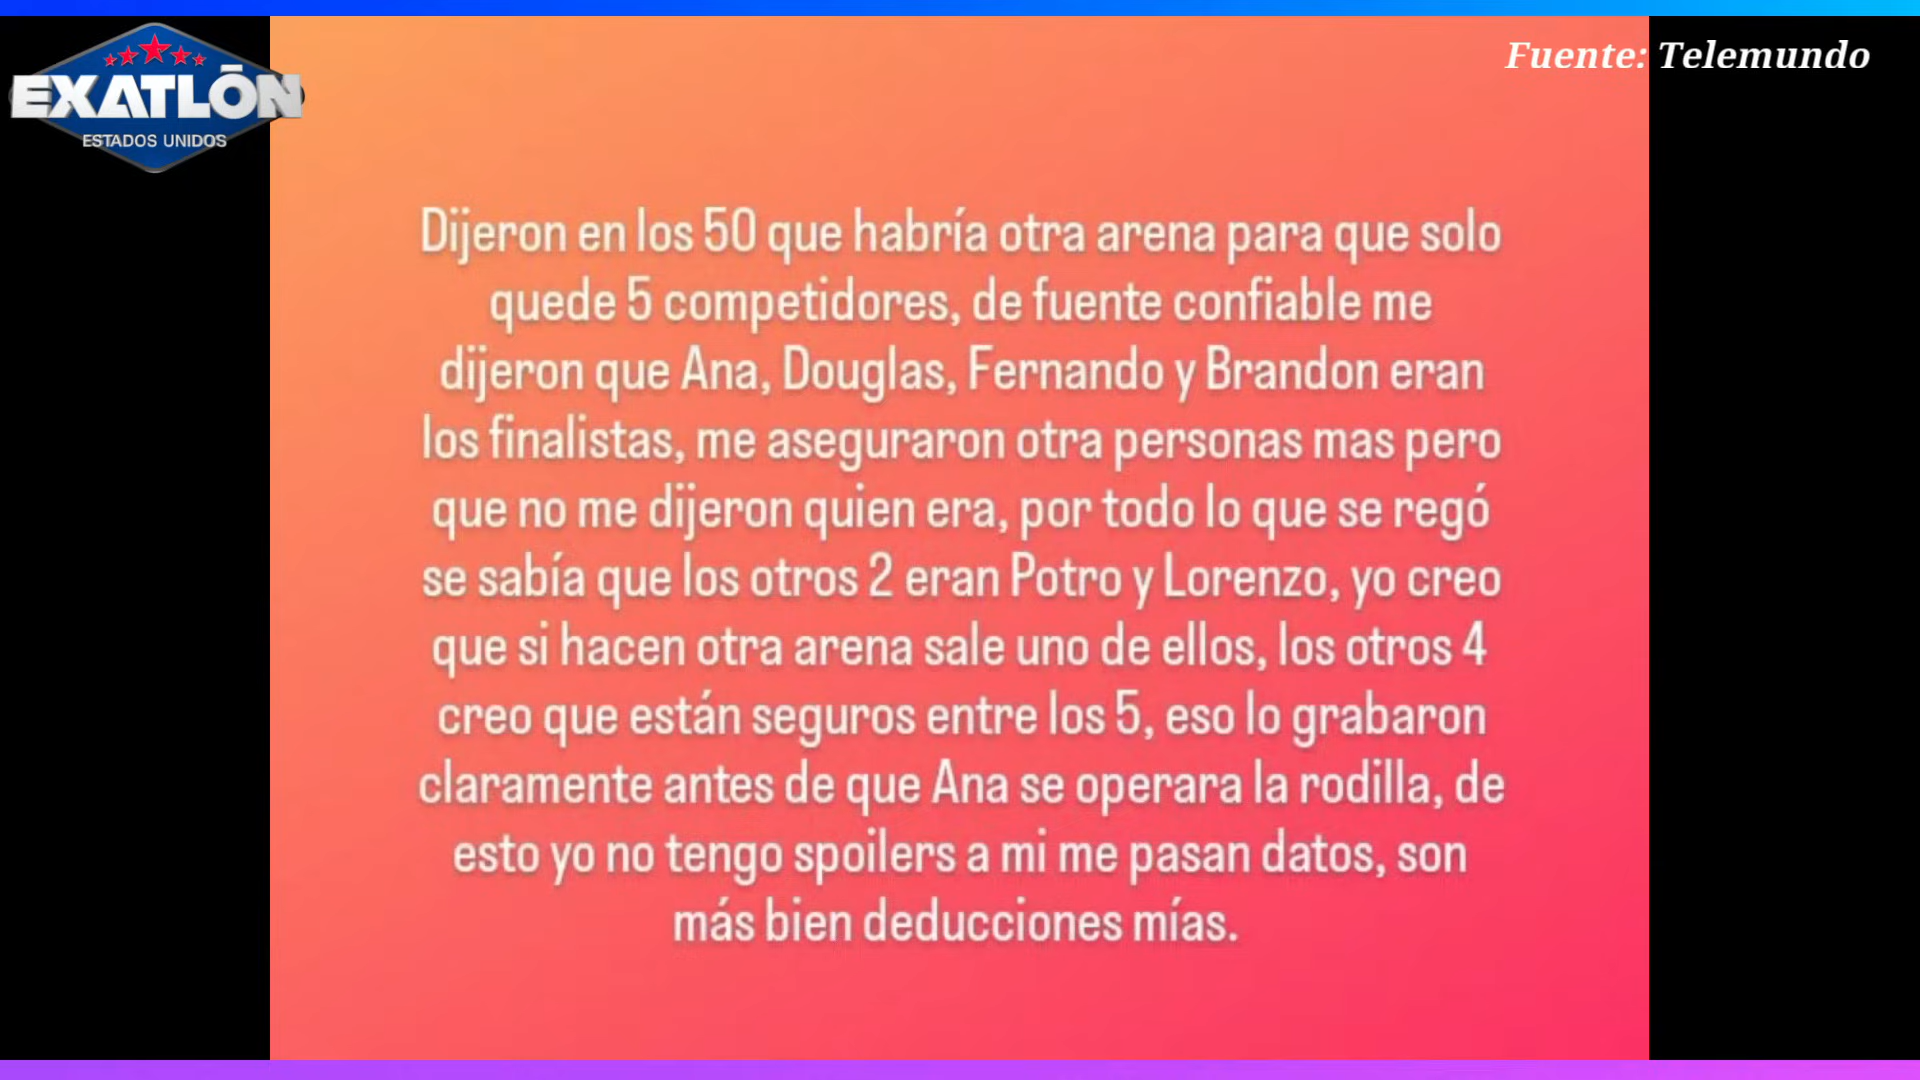 EXATLŌN
ESTADOS UNIDOS
Fuente: Telemundo
Dijeron en los 50 que habría otra arena para que solo
quede 5 competidores, de fuente confiable me
dijeron que Ana, Douglas, Fernando y Brandon eran
los finalistas, me aseguraron otra personas mas pero
que no me dijeron quien era, por todo lo que se regó
se sabía que los otros 2 eran Potro y Lorenzo, yo creo
que si hacen otra arena sale uno de ellos, los otros 4
creo que están seguros entre los 5, eso lo grabaron
claramente antes de que Ana se operara la rodilla, de
esto yo no tengo spoilers a mi me pasan datos, son
más bien deducciones mías.